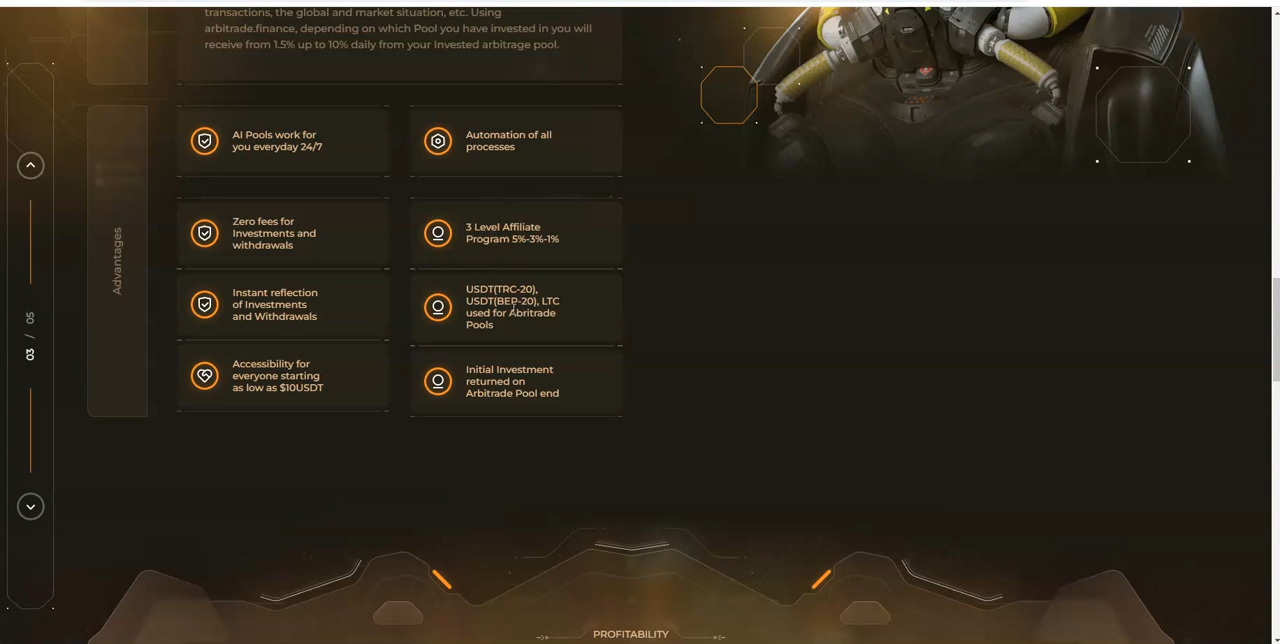 transactions, the global and market situation, etc. Using
arbitrade.finance, depending on which Pool you have invested in you will
receive from 1.5% up to 10% daily from your Invested arbitrage pool.
Advantages
AI Pools work for
you everyday 24/7
Automation of all
processes
Zero fees for
Investments and
withdrawals
3 Level Affiliate
Program 5%-3%-1%
Instant reflection
of Investments
and Withdrawals
USDT(TRC-20),
USDT(BEP-20), LTC
used for Abritrade
Pools
Accessibility for
everyone starting
as low as $10USDT
Initial Investment
returned on
Arbitrade Pool end
03 / 05
PROFITABILITY